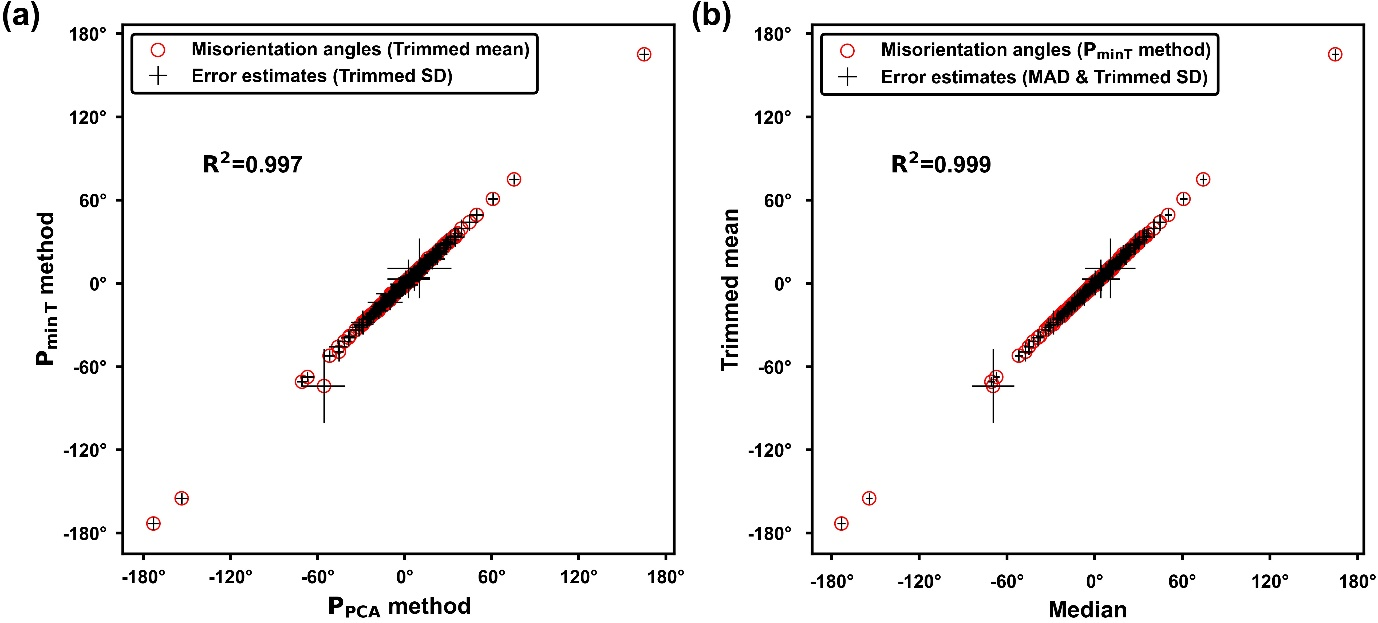 (a)
Misorientation angles (Trimmed mean)
Error estimates (Trimmed SD)
R²=0.997
180°
120°
60°
0°
-60°
-120°
-180°
PminT method
-180° -120° -60° 0° 60° 120° 180°
PPCA method
(b)
Misorientation angles (PminT method)
Error estimates (MAD & Trimmed SD)
R²=0.999
180°
120°
60°
0°
-60°
-120°
-180°
Trimmed mean
-180° -120° -60° 0° 60° 120° 180°
Median